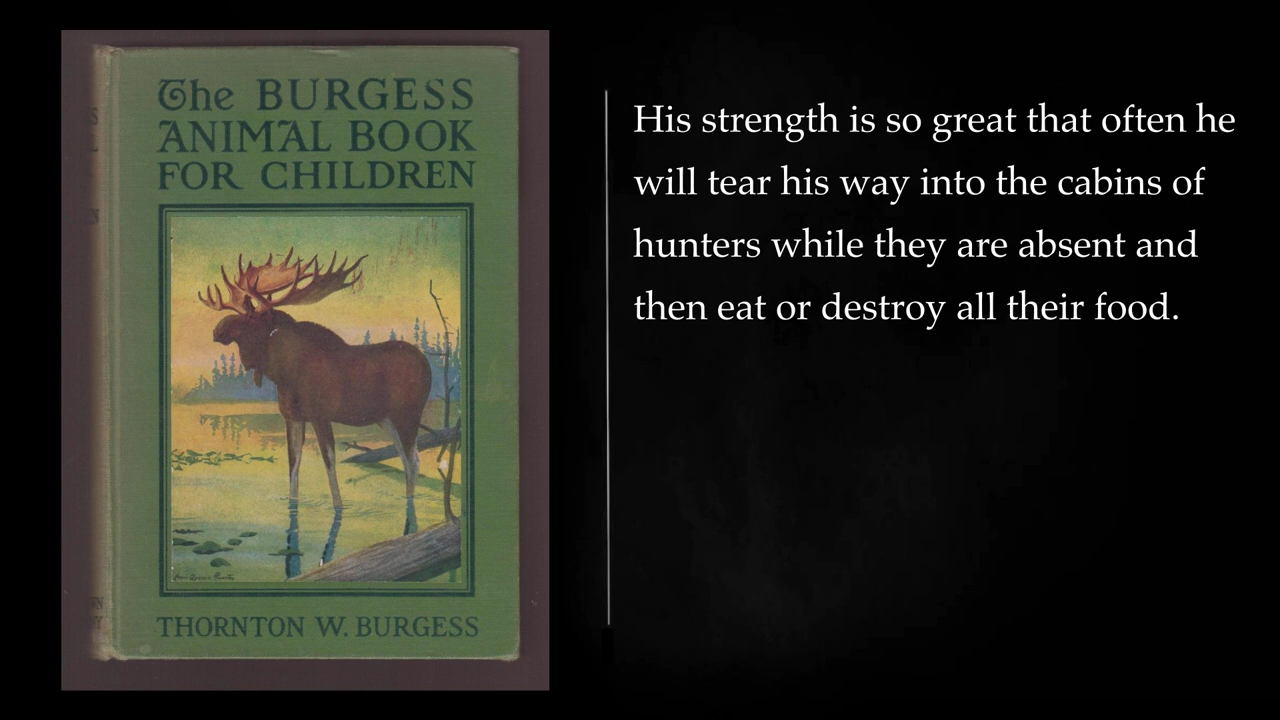 The BURGESS
ANIMAL BOOK
FOR CHILDREN
THORNTON W. BURGESS
His strength is so great that often he
will tear his way into the cabins of
hunters while they are absent and
then eat or destroy all their food.